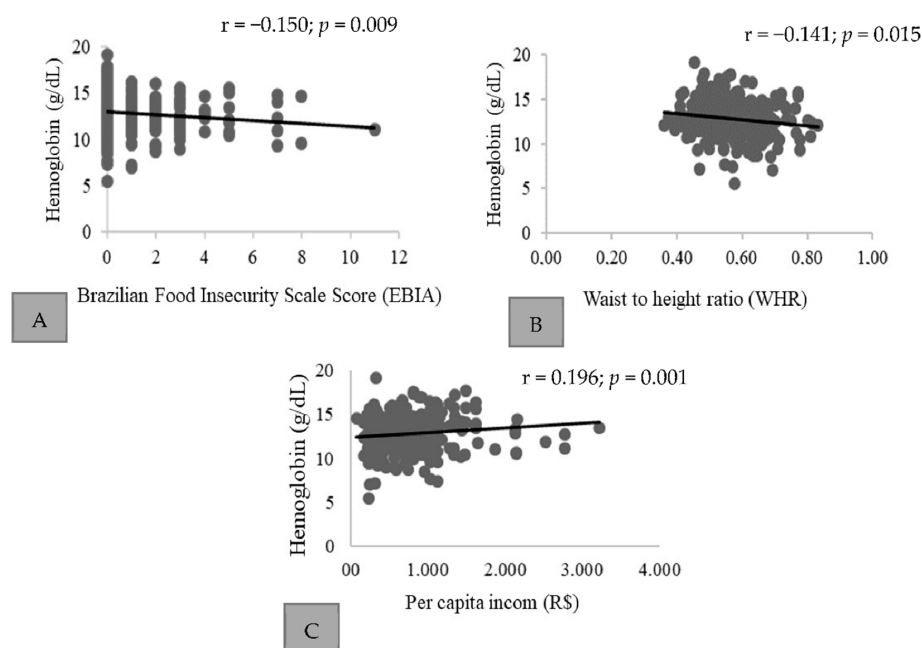 r = −0.150; p = 0.009
20
15
10
5
0
0 2 4 6 8 10 12
Hemoglobin (g/dL)
Brazilian Food Insecurity Scale Score (EBIA)
A
r = −0.141; p = 0.015
20
15
10
5
0
0.00 0.20 0.40 0.60 0.80 1.00
Hemoglobin (g/dL)
Waist to height ratio (WHR)
B
r = 0.196; p = 0.001
20
15
10
5
0
00 1.000 2.000 3.000 4.000
Hemoglobin (g/dL)
Per capita incom (R$)
C